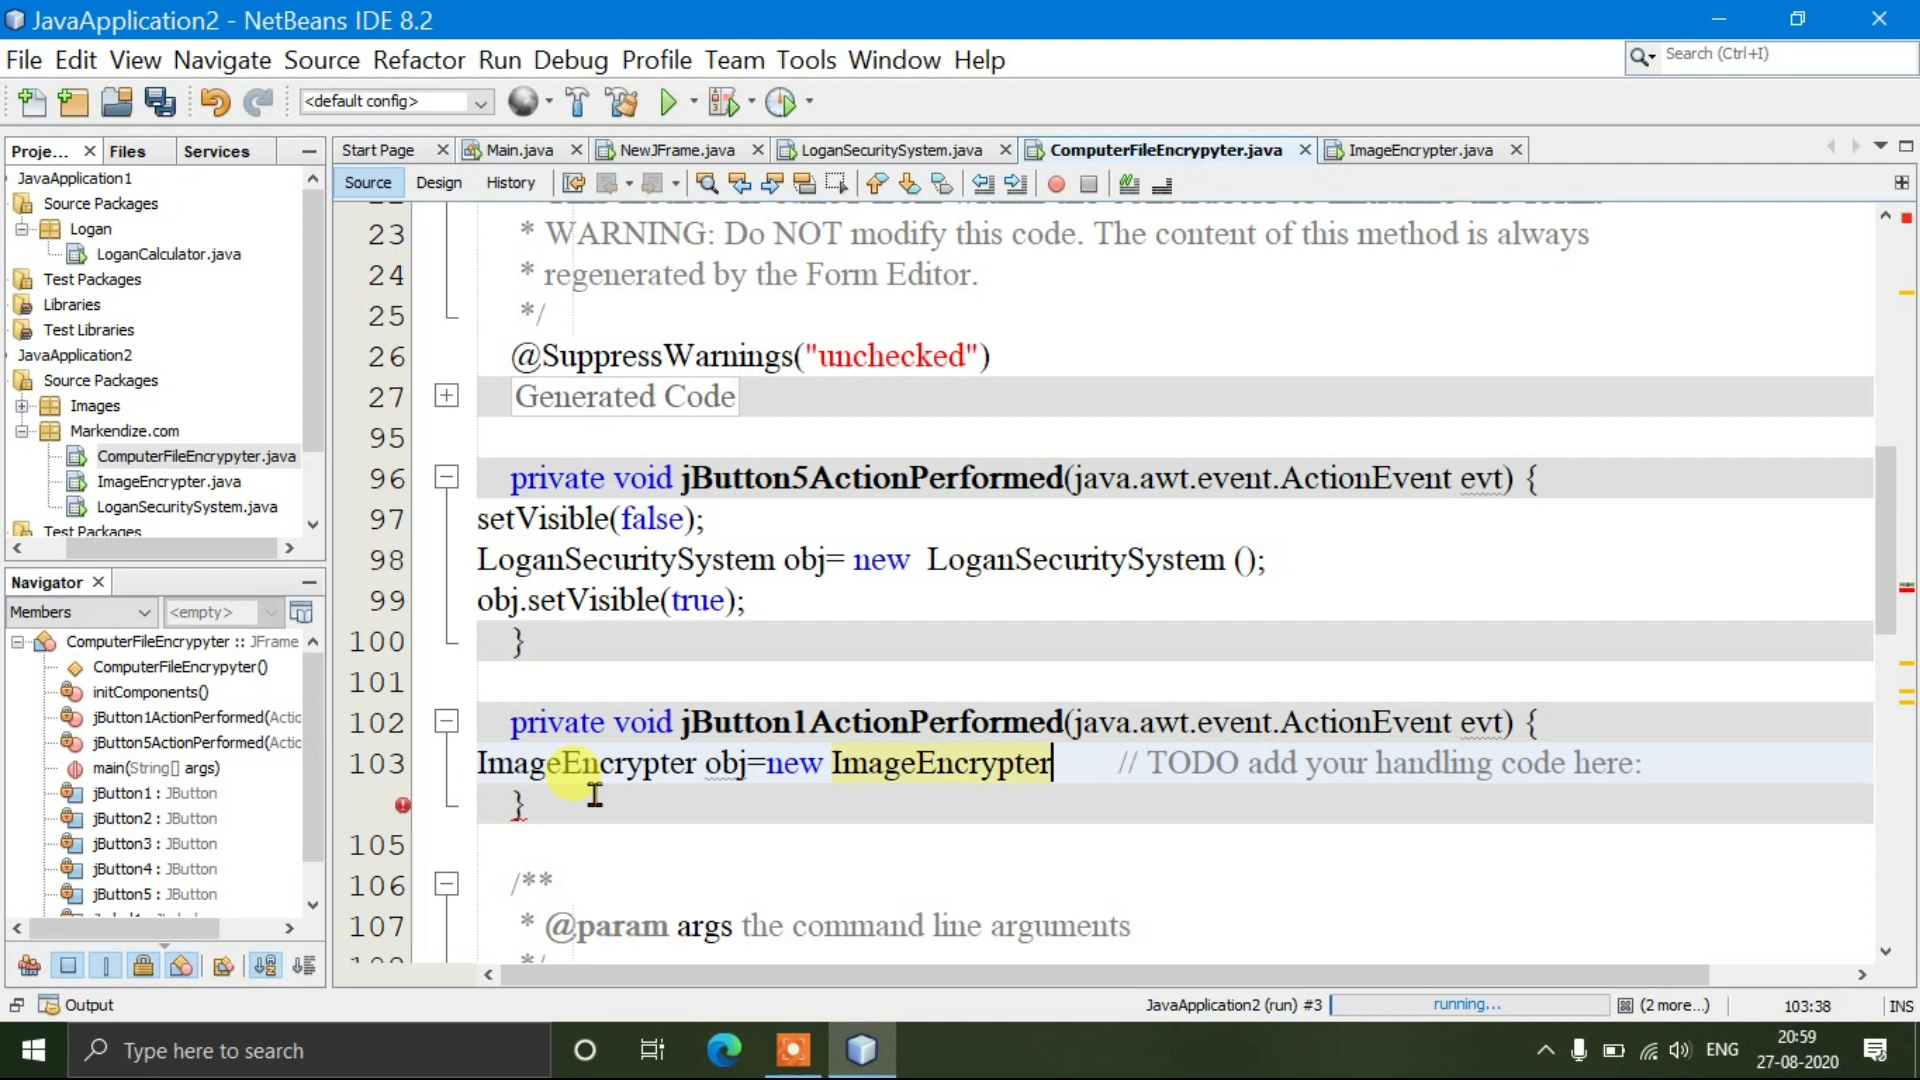 JavaApplication2 - NetBeans IDE 8.2
File Edit View Navigate Source Refactor Run Debug Profile Team Tools Window Help
Search (Ctrl+I)
<default config>
Proje... Files Services
Start Page Main.java NewJFrame.java LoganSecuritySystem.java ComputerFileEncrypyter.java ImageEncrypter.java
Source Design History
JavaApplication1
Source Packages
Logan
LoganCalculator.java
Test Packages
Libraries
Test Libraries
JavaApplication2
Source Packages
Images
Markendize.com
ComputerFileEncrypyter.java
ImageEncrypter.java
LoganSecuritySystem.java
Test Packages
Navigator
Members <empty>
ComputerFileEncrypyter :: JFrame
ComputerFileEncrypyter()
initComponents()
jButton1ActionPerformed(Actic
jButton5ActionPerformed(Actic
main(String[] args)
jButton1 : JButton
jButton2 : JButton
jButton3 : JButton
jButton4 : JButton
jButton5 : JButton
23 * WARNING: Do NOT modify this code. The content of this method is always
24 * regenerated by the Form Editor.
25 */
26 @SuppressWarnings("unchecked")
27 Generated Code
95
96 private void jButton5ActionPerformed(java.awt.event.ActionEvent evt) {
97 setVisible(false);
98 LoganSecuritySystem obj= new  LoganSecuritySystem ();
99 obj.setVisible(true);
100 }
101
102 private void jButton1ActionPerformed(java.awt.event.ActionEvent evt) {
103 ImageEncrypter obj=new ImageEncrypter // TODO add your handling code here:
}
105
106 /**
107 * @param args the command line arguments
Output
JavaApplication2 (run) #3 running... (2 more...) 103:38 INS
Type here to search
ENG
20:59
27-08-2020